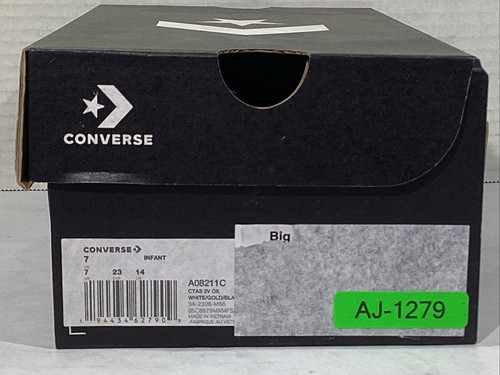 CONVERSE
CONVERSE
7 INFANT
7 23 14
A08211C
CTAS 2V OX
WHITE/GOLD/BLA
MADE IN VIETNAM
Big
AJ-1279